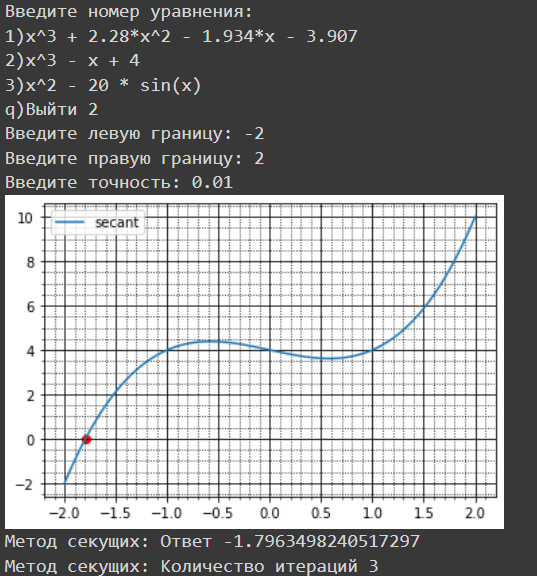 Введите номер уравнения:
1)x^3 + 2.28*x^2 - 1.934*x - 3.907
2)x^3 - x + 4
3)x^2 - 20 * sin(x)
q)Выйти 2
Введите левую границу: -2
Введите правую границу: 2
Введите точность: 0.01
secant
10
8
6
4
2
0
−2
−2.0 −1.5 −1.0 −0.5 0.0 0.5 1.0 1.5 2.0
Метод секущих: Ответ -1.7963498240517297
Метод секущих: Количество итераций 3